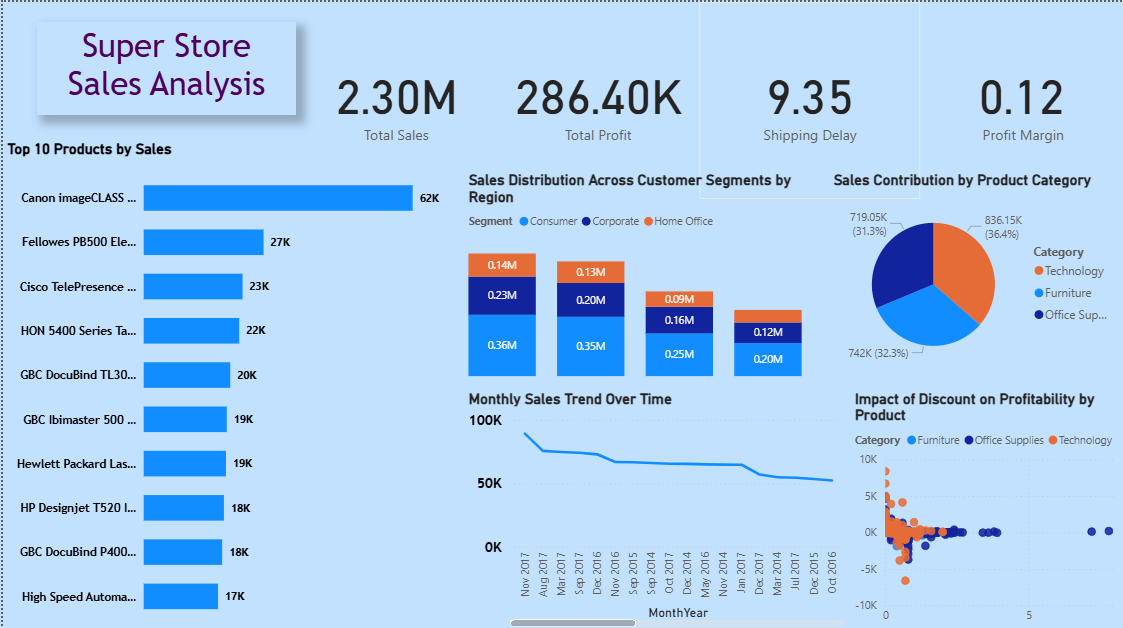 Super Store
Sales Analysis
2.30M
Total Sales
286.40K
Total Profit
9.35
Shipping Delay
0.12
Profit Margin
Top 10 Products by Sales
Canon imageCLASS ...
62K
Fellowes PB500 Ele...
27K
Cisco TelePresence ...
23K
HON 5400 Series Ta...
22K
GBC DocuBind TL30...
20K
GBC Ibimaster 500 ...
19K
Hewlett Packard Las...
19K
HP Designjet T520 I...
18K
GBC DocuBind P400...
18K
High Speed Automa...
17K
Sales Distribution Across Customer Segments by
Region
Segment Consumer Corporate Home Office
0.14M
0.23M
0.36M
0.13M
0.20M
0.35M
0.09M
0.16M
0.25M
0.12M
0.20M
Sales Contribution by Product Category
719.05K
(31.3%)
836.15K
(36.4%)
742K (32.3%)
Category
Technology
Furniture
Office Sup...
Monthly Sales Trend Over Time
100K
50K
0K
Nov 2017
Aug 2017
Mar 2017
Sep 2017
Dec 2016
Nov 2016
Sep 2015
Sep 2014
Oct 2017
Dec 2014
May 2016
Nov 2014
Jan 2017
Dec 2017
Mar 2014
Jul 2017
Dec 2015
Oct 2016
MonthYear
Impact of Discount on Profitability by
Product
Category Furniture Office Supplies Technology
10K
5K
0K
-5K
-10K
0
5